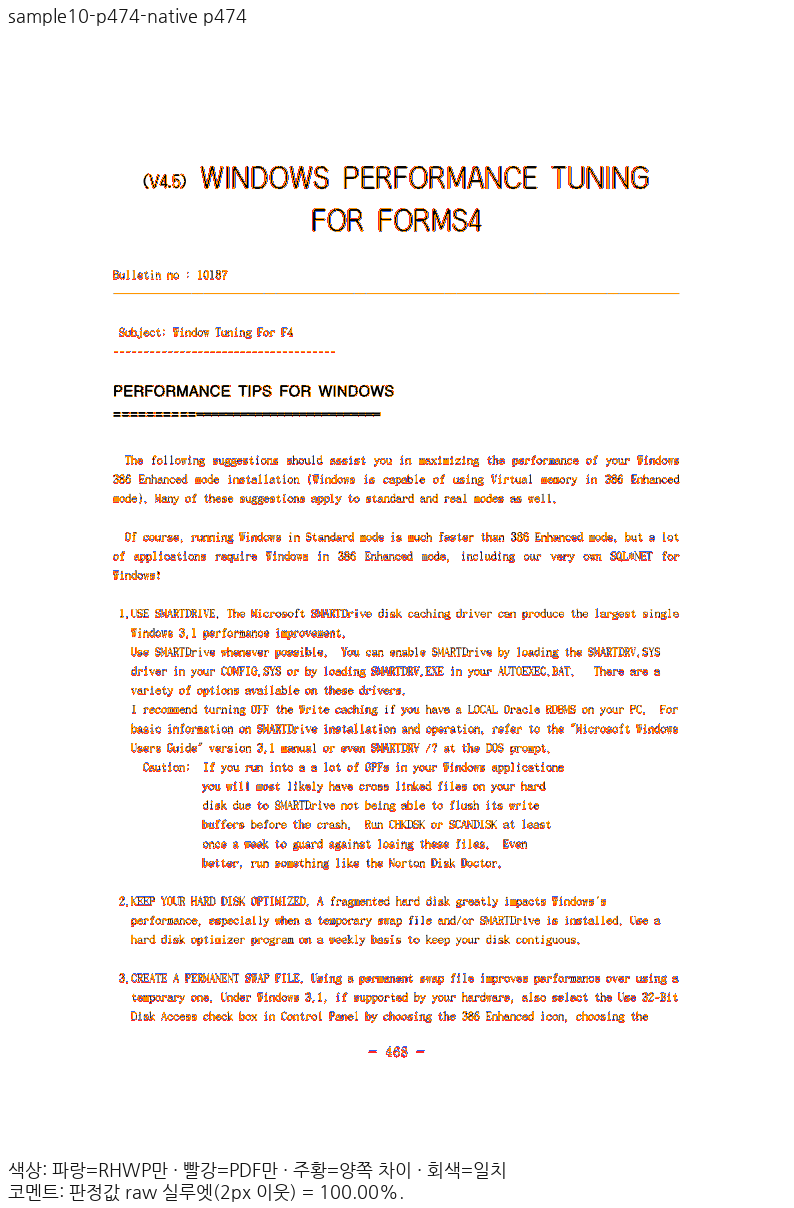 sample10-p474-native p474
(V4.5) WINDOWS PERFORMANCE TUNING
FOR FORMS4
Bulletin no : 10187
Subject: Window Tuning For F4
-------------------------------------
PERFORMANCE TIPS FOR WINDOWS
================================
The following suggestions should assist you in maximizing the performance of your Windows
386 Enhanced mode installation (Windows is capable of using Virtual memory in 386 Enhanced
mode). Many of these suggestions apply to standard and real modes as well.
Of course, running Windows in Standard mode is much faster than 386 Enhanced mode, but a lot
of applications require Windows in 386 Enhanced mode, including our very own SQL*NET for
Windows!
1.USE SMARTDRIVE. The Microsoft SMARTDrive disk caching driver can produce the largest single
Windows 3.1 performance improvement.
Use SMARTDrive whenever possible. You can enable SMARTDrive by loading the SMARTDRV.SYS
driver in your CONFIG.SYS or by loading SMARTDRV.EXE in your AUTOEXEC.BAT. There are a
variety of options available on these drivers.
I recommend turning OFF the Write caching if you have a LOCAL Oracle RDBMS on your PC. For
basic information on SMARTDrive installation and operation, refer to the "Microsoft Windows
Users Guide" version 3.1 manual or even SMARTDRV /? at the DOS prompt.
Caution: If you run into a a lot of GPFs in your Windows applications
you will most likely have cross linked files on your hard
disk due to SMARTDrive not being able to flush its write
buffers before the crash. Run CHKDSK or SCANDISK at least
once a week to guard against losing these files. Even
better, run something like the Norton Disk Doctor.
2.KEEP YOUR HARD DISK OPTIMIZED. A fragmented hard disk greatly impacts Windows's
performance, especially when a temporary swap file and/or SMARTDrive is installed. Use a
hard disk optimizer program on a weekly basis to keep your disk contiguous.
3.CREATE A PERMANENT SWAP FILE. Using a permanent swap file improves performance over using a
temporary one. Under Windows 3.1, if supported by your hardware, also select the Use 32-Bit
Disk Access check box in Control Panel by choosing the 386 Enhanced icon, choosing the
- 468 -
색상: 파랑=RHWP만 · 빨강=PDF만 · 주황=양쪽 차이 · 회색=일치
코멘트: 판정값 raw 실루엣(2px 이웃) = 100.00%.